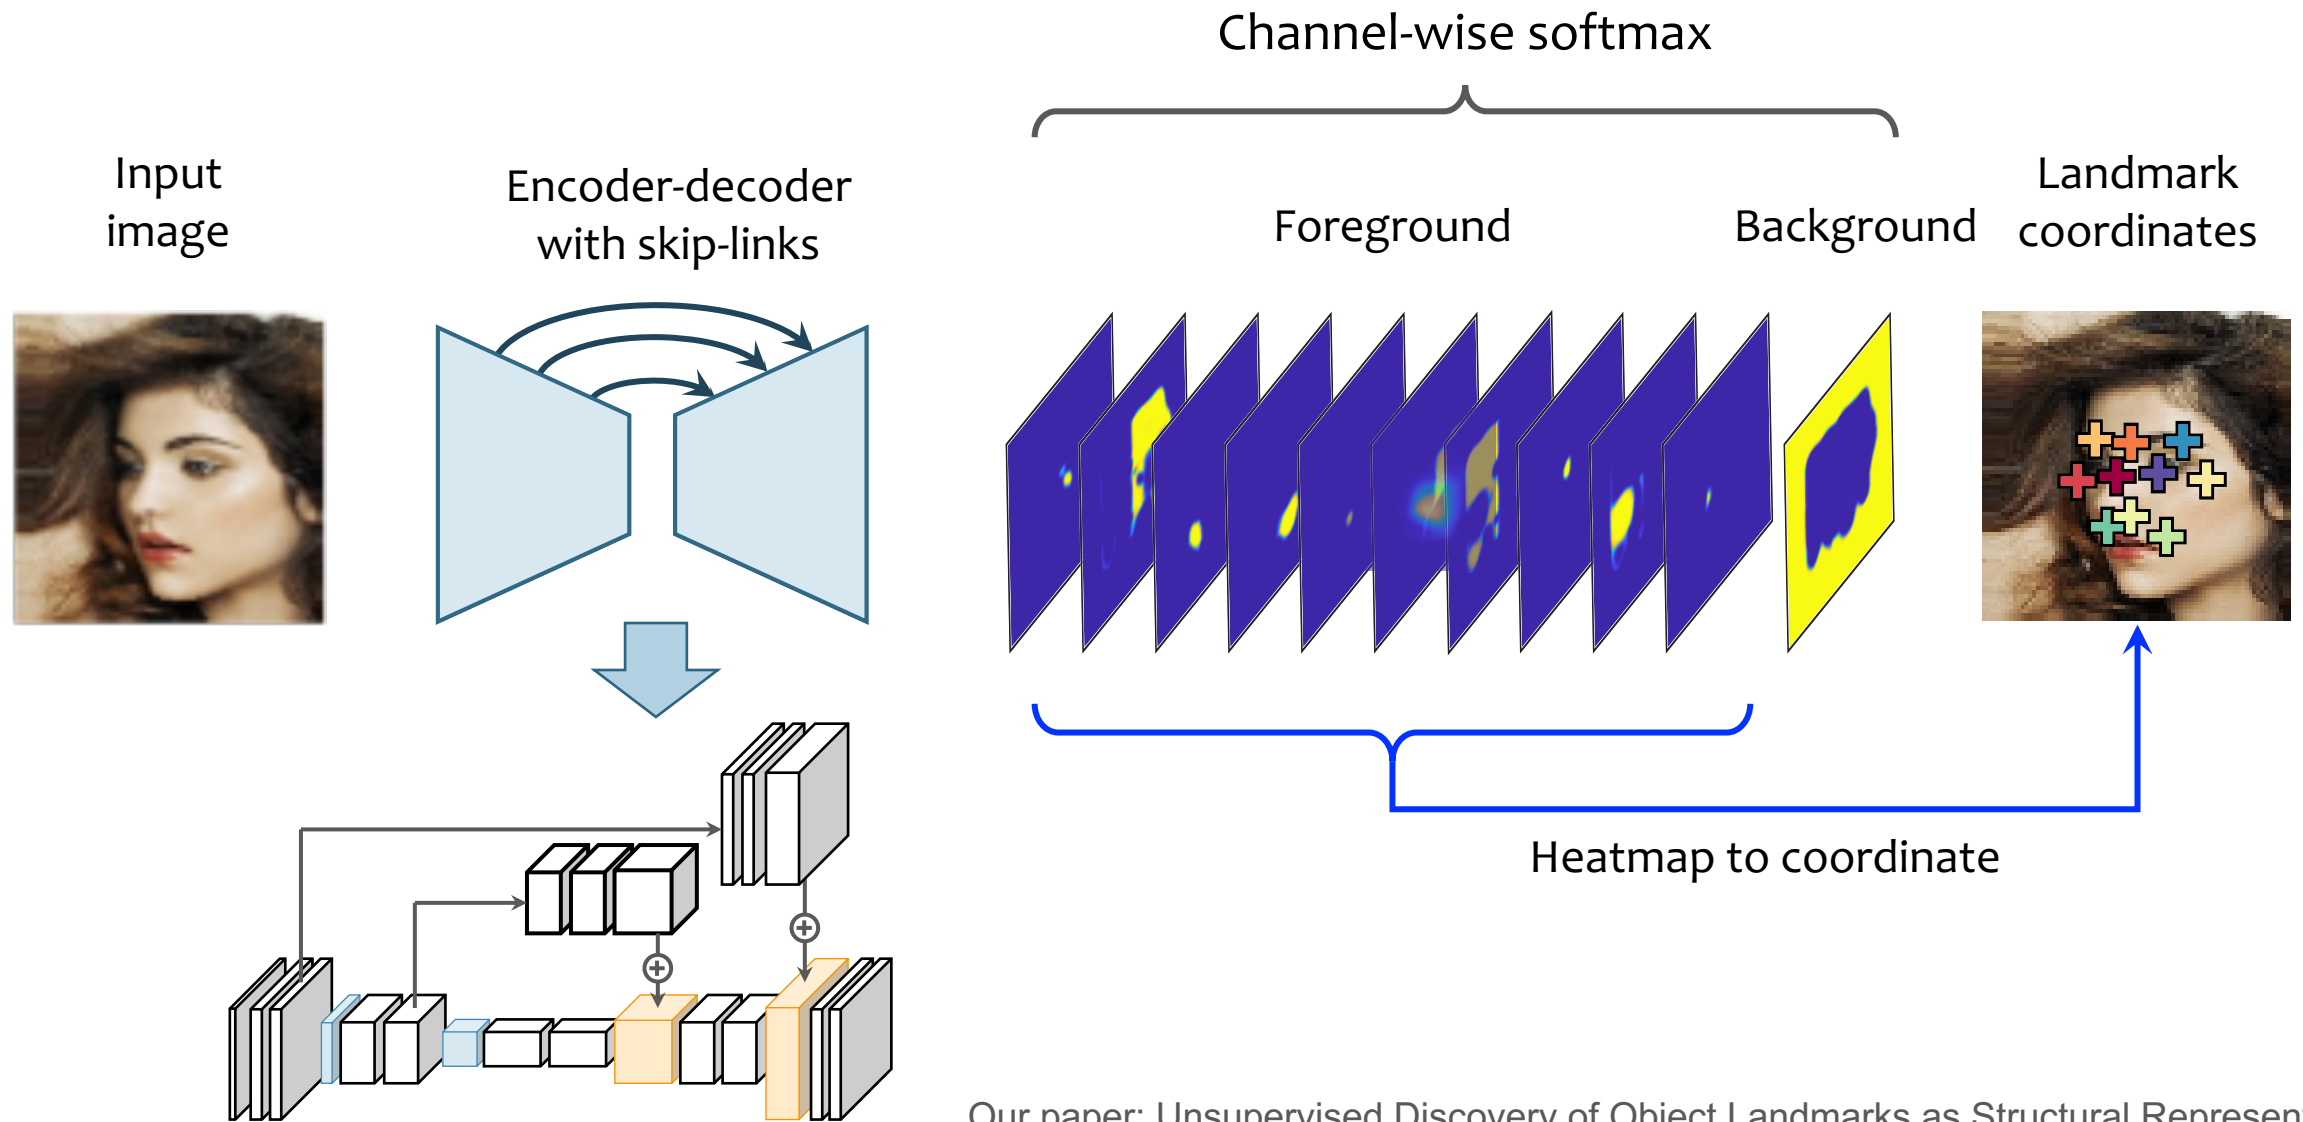 Channel-wise softmax
Input
image
Encoder-decoder
with skip-links
Foreground
Background
Landmark
coordinates
Heatmap to coordinate
Our paper: Unsupervised Discovery of Object Landmarks as Structural Represen